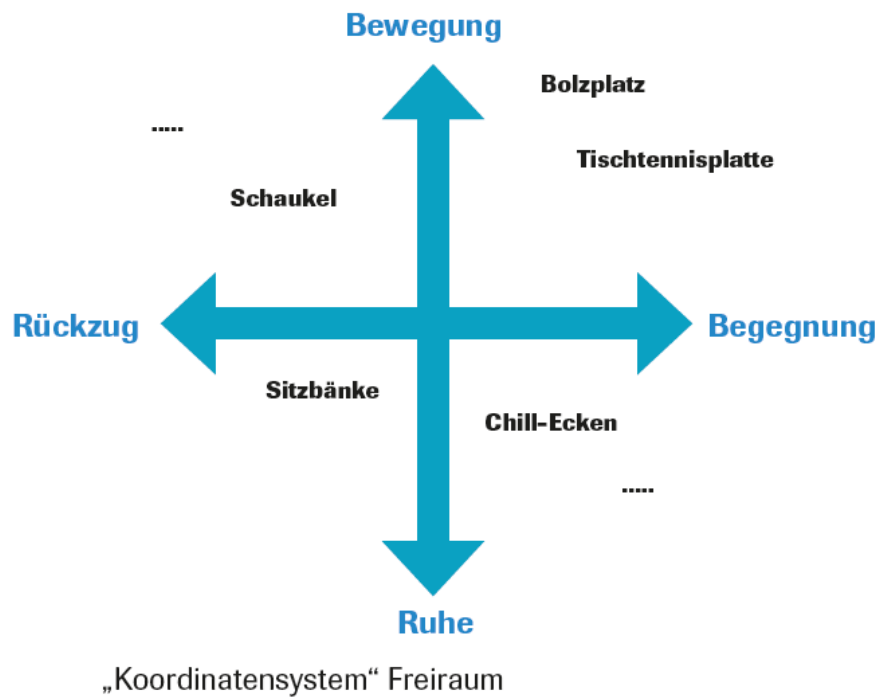 Bewegung
Bolzplatz
.....
Tischtennisplatte
Schaukel
Rückzug
Begegnung
Sitzbänke
Chill-Ecken
.....
Ruhe
„Koordinatensystem“ Freiraum